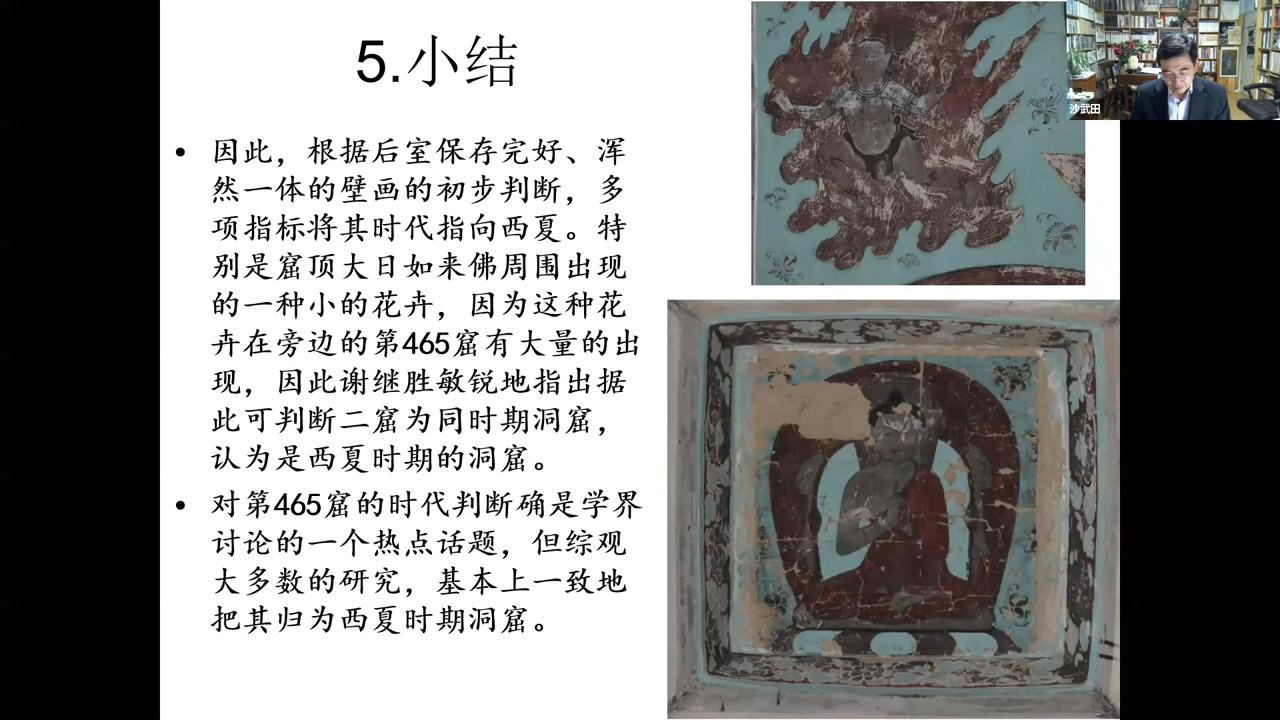 5.小结
• 因此，根据后室保存完好、浑
然一体的壁画的初步判断，多
项指标将其时代指向西夏。特
别是窟顶大日如来佛周围出现
的一种小的花卉，因为这种花
卉在旁边的第465窟有大量的出
现，因此谢继胜敏锐地指出据
此可判断二窟为同时期洞窟，
认为是西夏时期的洞窟。
• 对第465窟的时代判断确是学界
讨论的一个热点话题，但综观
大多数的研究，基本上一致地
把其归为西夏时期洞窟。
沙武田